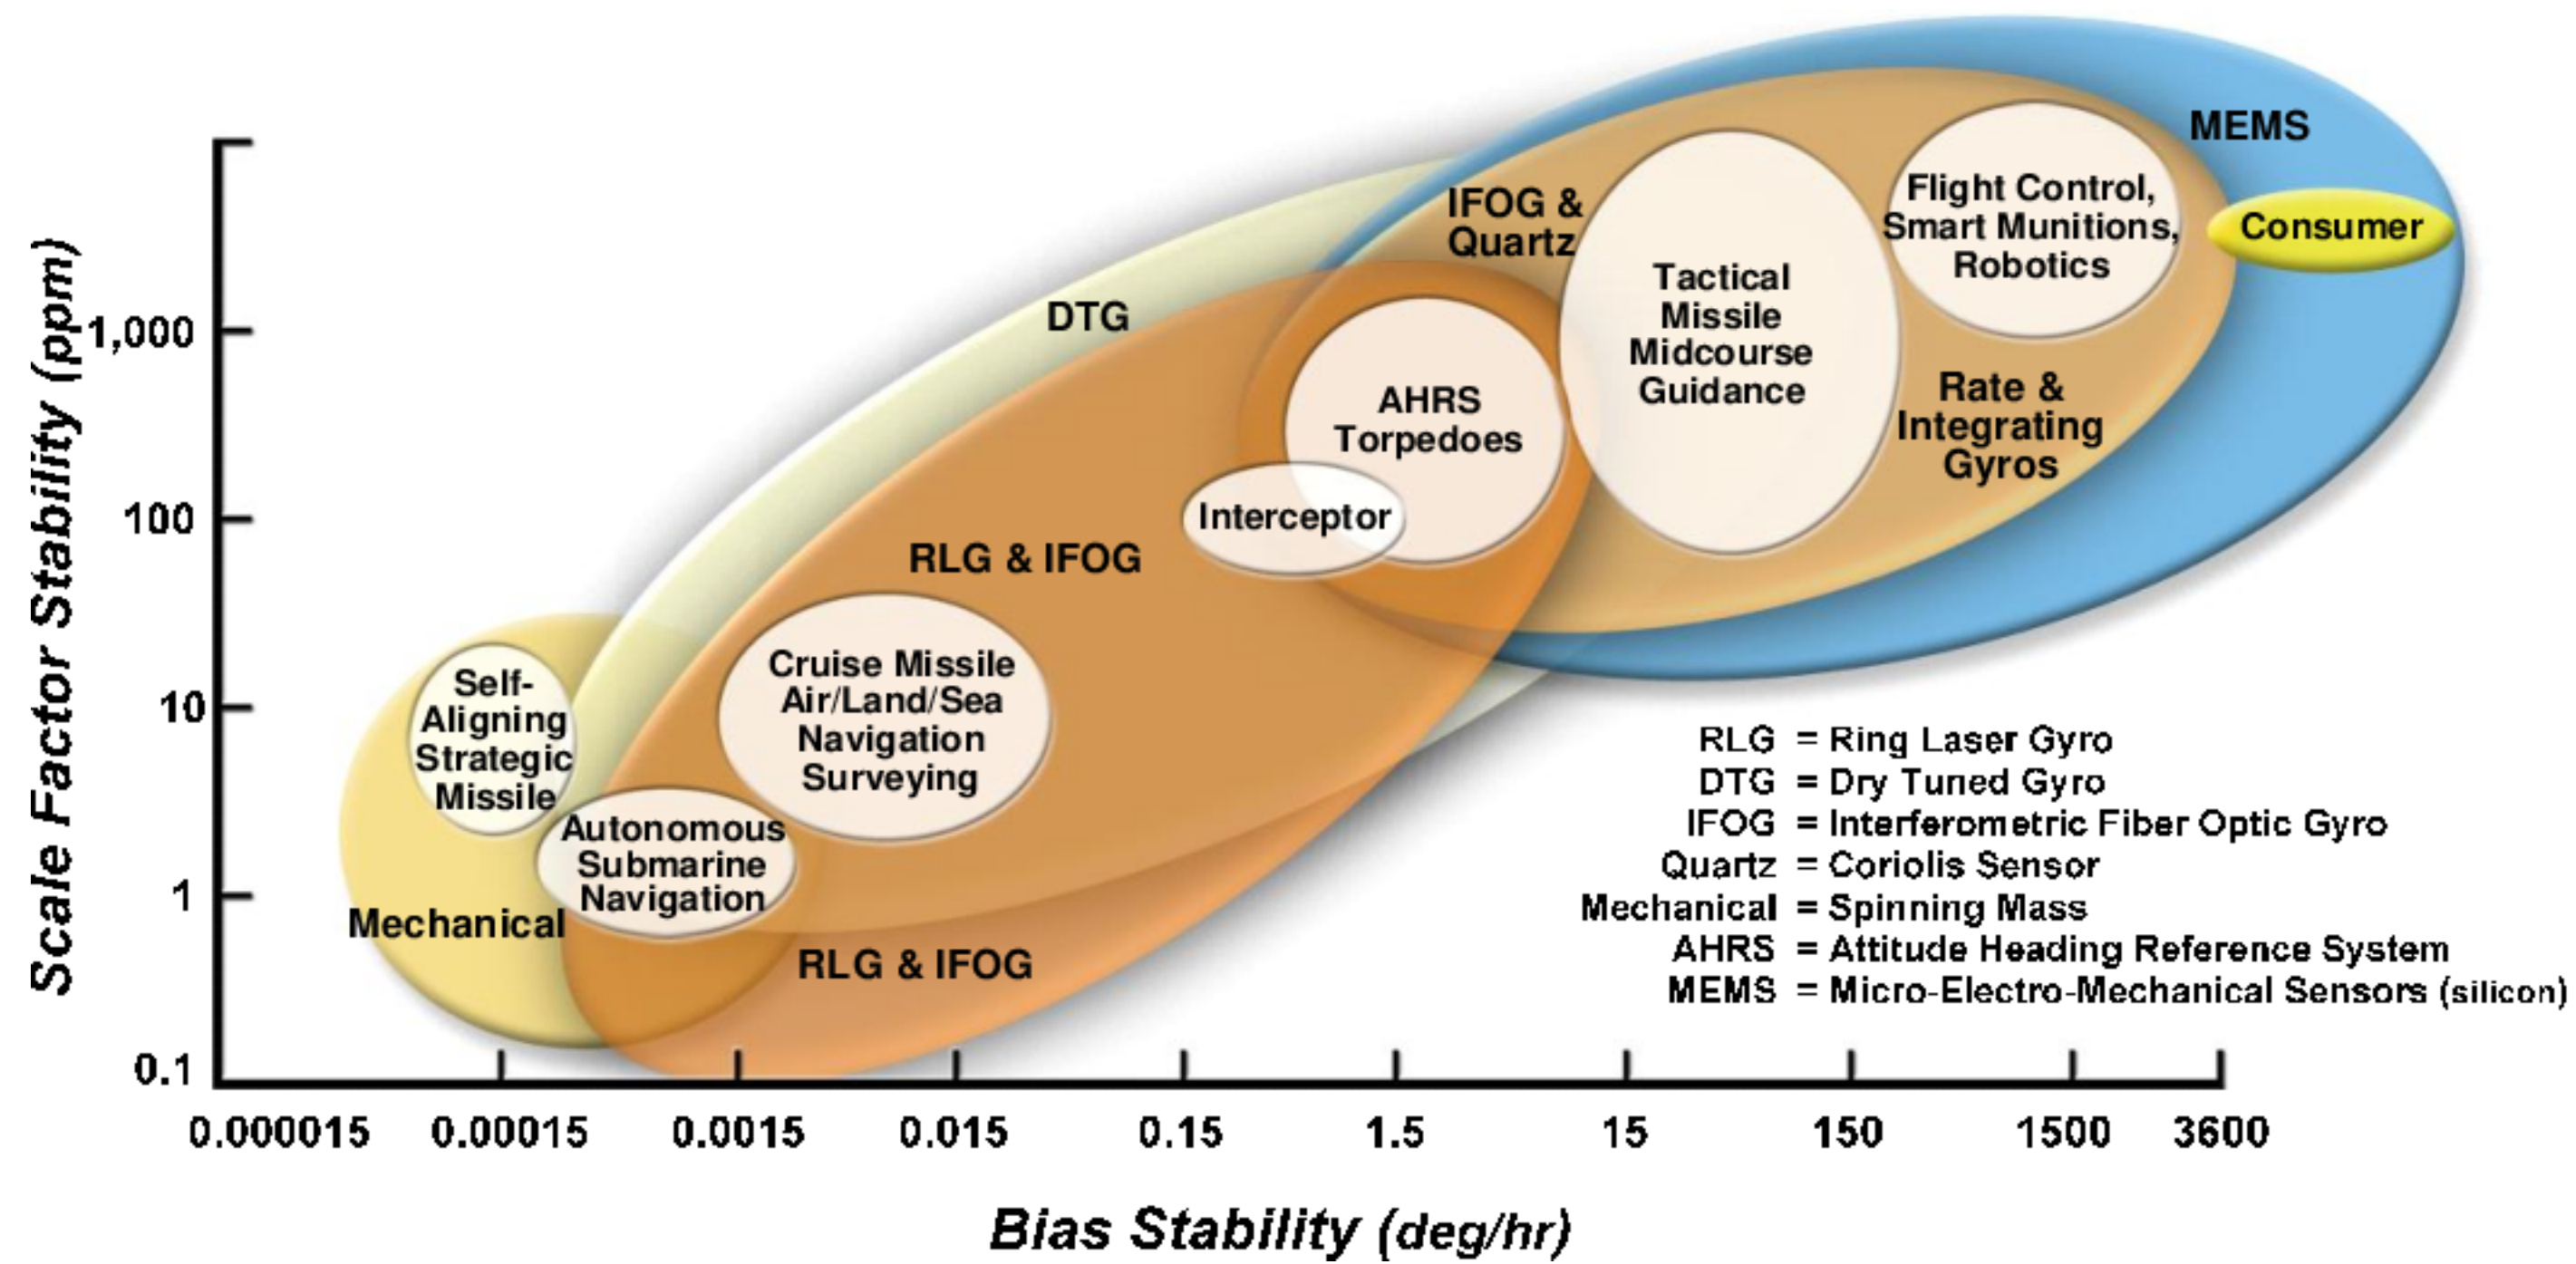 Scale Factor Stability (ppm)
1,000
100
10
1
0.1
0.000015
0.00015
0.0015
0.015
0.15
1.5
15
150
1500
3600
Bias Stability (deg/hr)
MEMS
Consumer
Flight Control,
Smart Munitions,
Robotics
IFOG &
Quartz
Tactical
Missile
Midcourse
Guidance
Rate &
Integrating
Gyros
DTG
AHRS
Torpedoes
Interceptor
RLG & IFOG
Cruise Missile
Air/Land/Sea
Navigation
Surveying
Self-
Aligning
Strategic
Missile
Autonomous
Submarine
Navigation
Mechanical
RLG & IFOG
RLG = Ring Laser Gyro
DTG = Dry Tuned Gyro
IFOG = Interferometric Fiber Optic Gyro
Quartz = Coriolis Sensor
Mechanical = Spinning Mass
AHRS = Attitude Heading Reference System
MEMS = Micro-Electro-Mechanical Sensors (silicon)